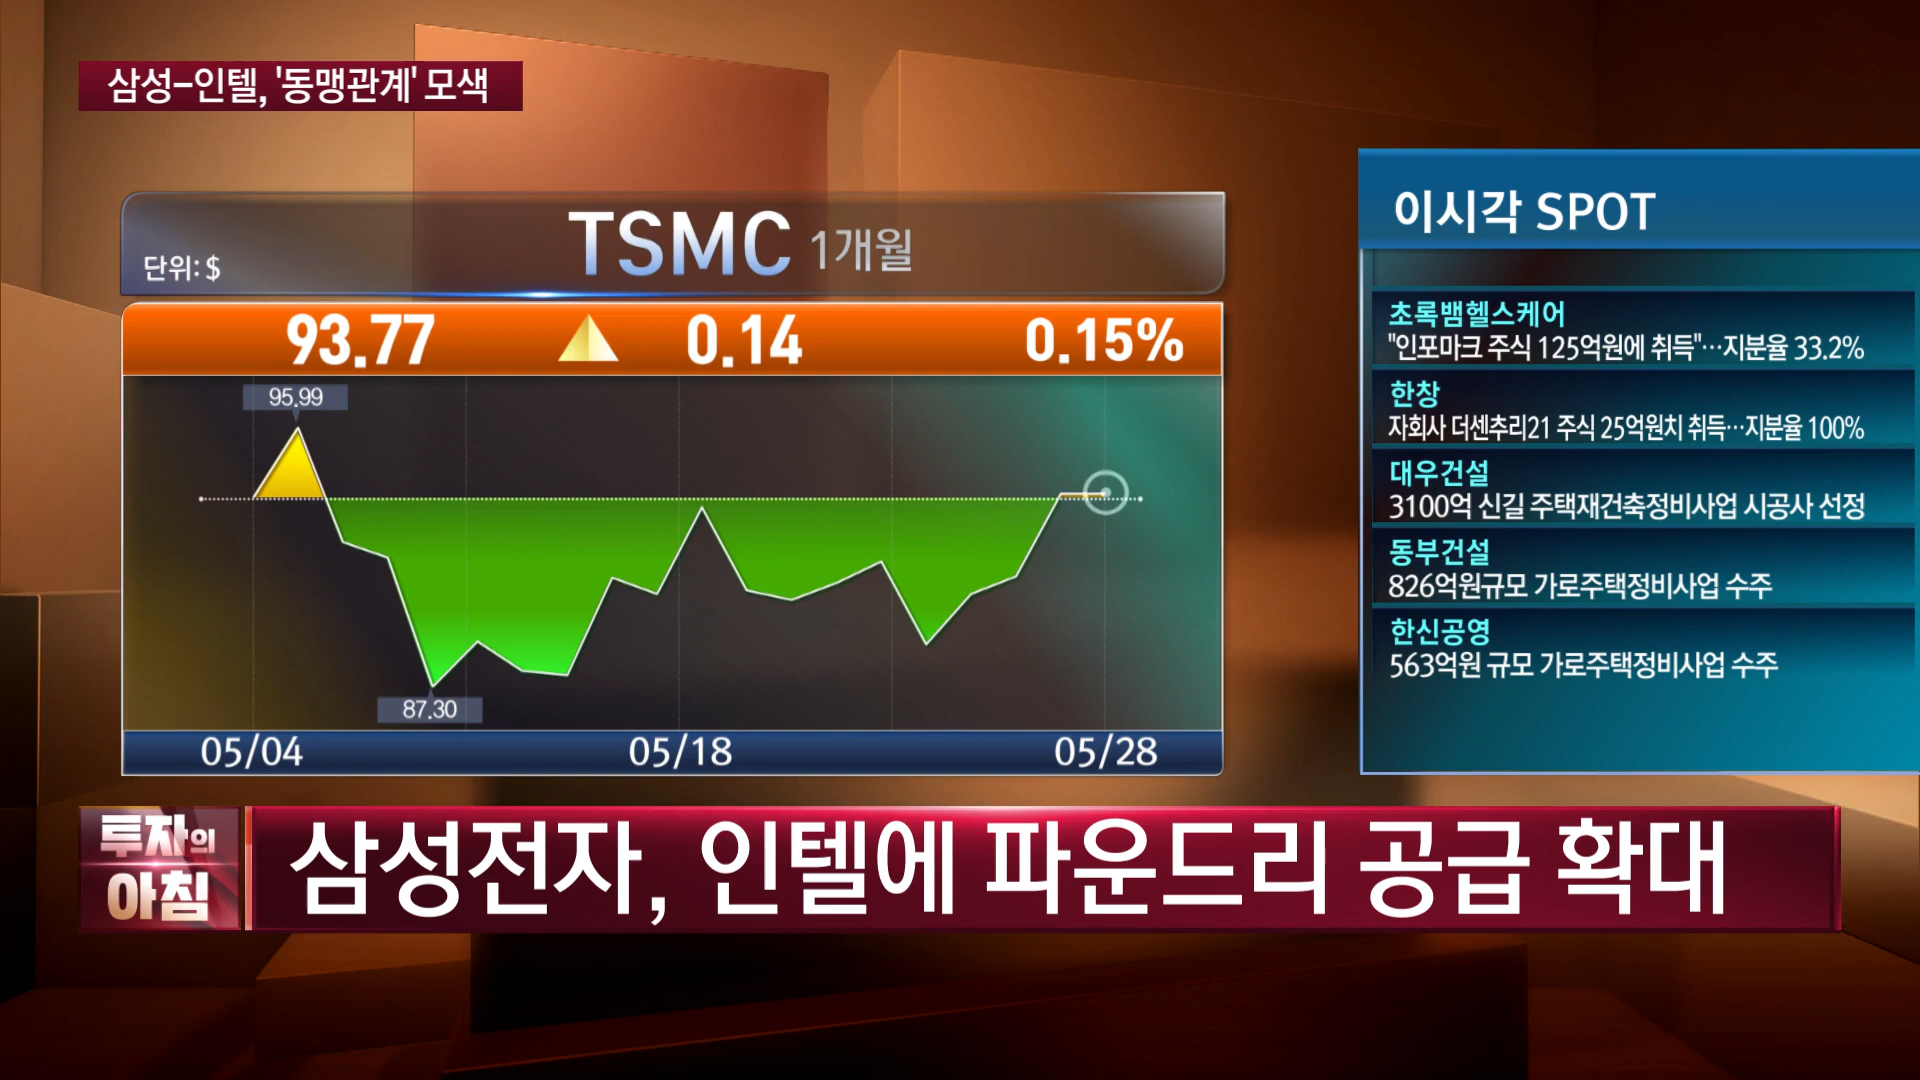 삼성-인텔, '동맹관계' 모색
TSMC 1개월
단위: $
93.77 ▲ 0.14 0.15%
95.99
87.30
05/04 05/18 05/28
이시각 SPOT
초록뱀헬스케어
"인포마크 주식 125억원에 취득"…지분율 33.2%
한창
자회사 더센추리21 주식 25억원치 취득…지분율 100%
대우건설
3100억 신길 주택재건축정비사업 시공사 선정
동부건설
826억원규모 가로주택정비사업 수주
한신공영
563억원 규모 가로주택정비사업 수주
투자의
아침
삼성전자, 인텔에 파운드리 공급 확대